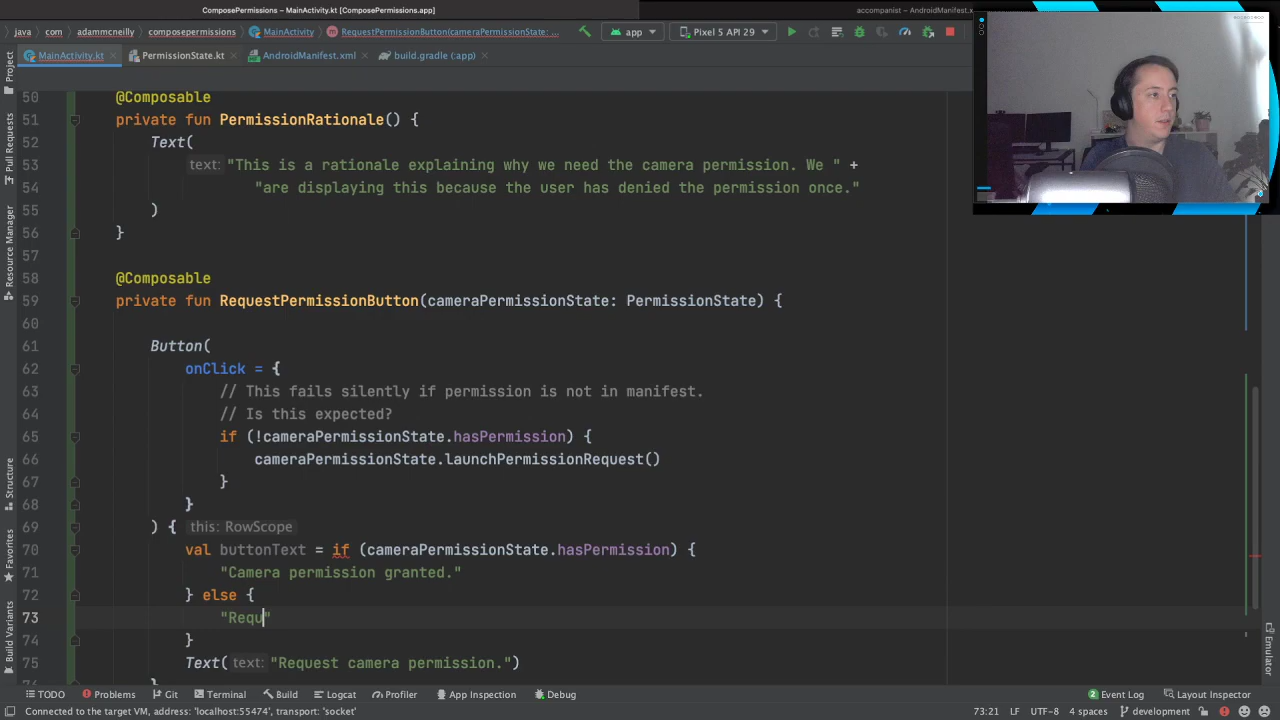 ComposePermissions – MainActivity.kt [ComposePermissions.app]
accompanist – AndroidManifest.x
java
com
adammcneilly
composepermissions
MainActivity
RequestPermissionButton(cameraPermissionState...
app
Pixel 5 API 29
MainActivity.kt
PermissionState.kt
AndroidManifest.xml
build.gradle (:app)
Project
Pull Requests
Resource Manager
Structure
Favorites
Build Variants
Emulator
50 @Composable
51 private fun PermissionRationale() {
52 Text(
53 text: "This is a rationale explaining why we need the camera permission. We " +
54 "are displaying this because the user has denied the permission once."
55 )
56 }
57
58 @Composable
59 private fun RequestPermissionButton(cameraPermissionState: PermissionState) {
60
61 Button(
62 onClick = {
63 // This fails silently if permission is not in manifest.
64 // Is this expected?
65 if (!cameraPermissionState.hasPermission) {
66 cameraPermissionState.launchPermissionRequest()
67 }
68 }
69 ) { this: RowScope
70 val buttonText = if (cameraPermissionState.hasPermission) {
71 "Camera permission granted."
72 } else {
73 "Requ"
74 }
75 Text( text: "Request camera permission.")
TODO
Problems
Git
Terminal
Build
Logcat
Profiler
App Inspection
Debug
2 Event Log
Layout Inspector
Connected to the target VM, address: 'localhost:55474', transport: 'socket'
73:21
LF
UTF-8
4 spaces
development